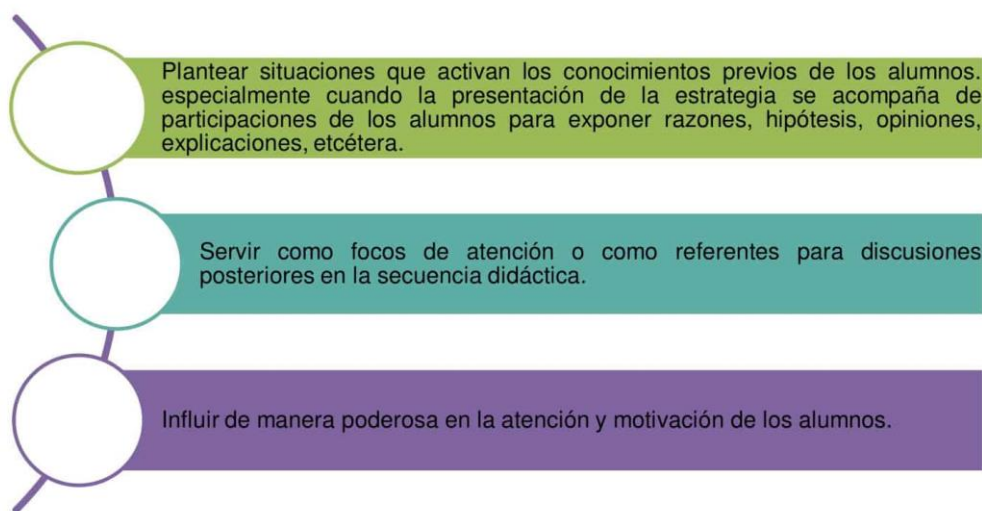 Plantear situaciones que activan los conocimientos previos de los alumnos.
especialmente cuando la presentación de la estrategia se acompaña de
participaciones de los alumnos para exponer razones, hipótesis, opiniones,
explicaciones, etcétera.
Servir como focos de atención o como referentes para discusiones
posteriores en la secuencia didáctica.
Influir de manera poderosa en la atención y motivación de los alumnos.